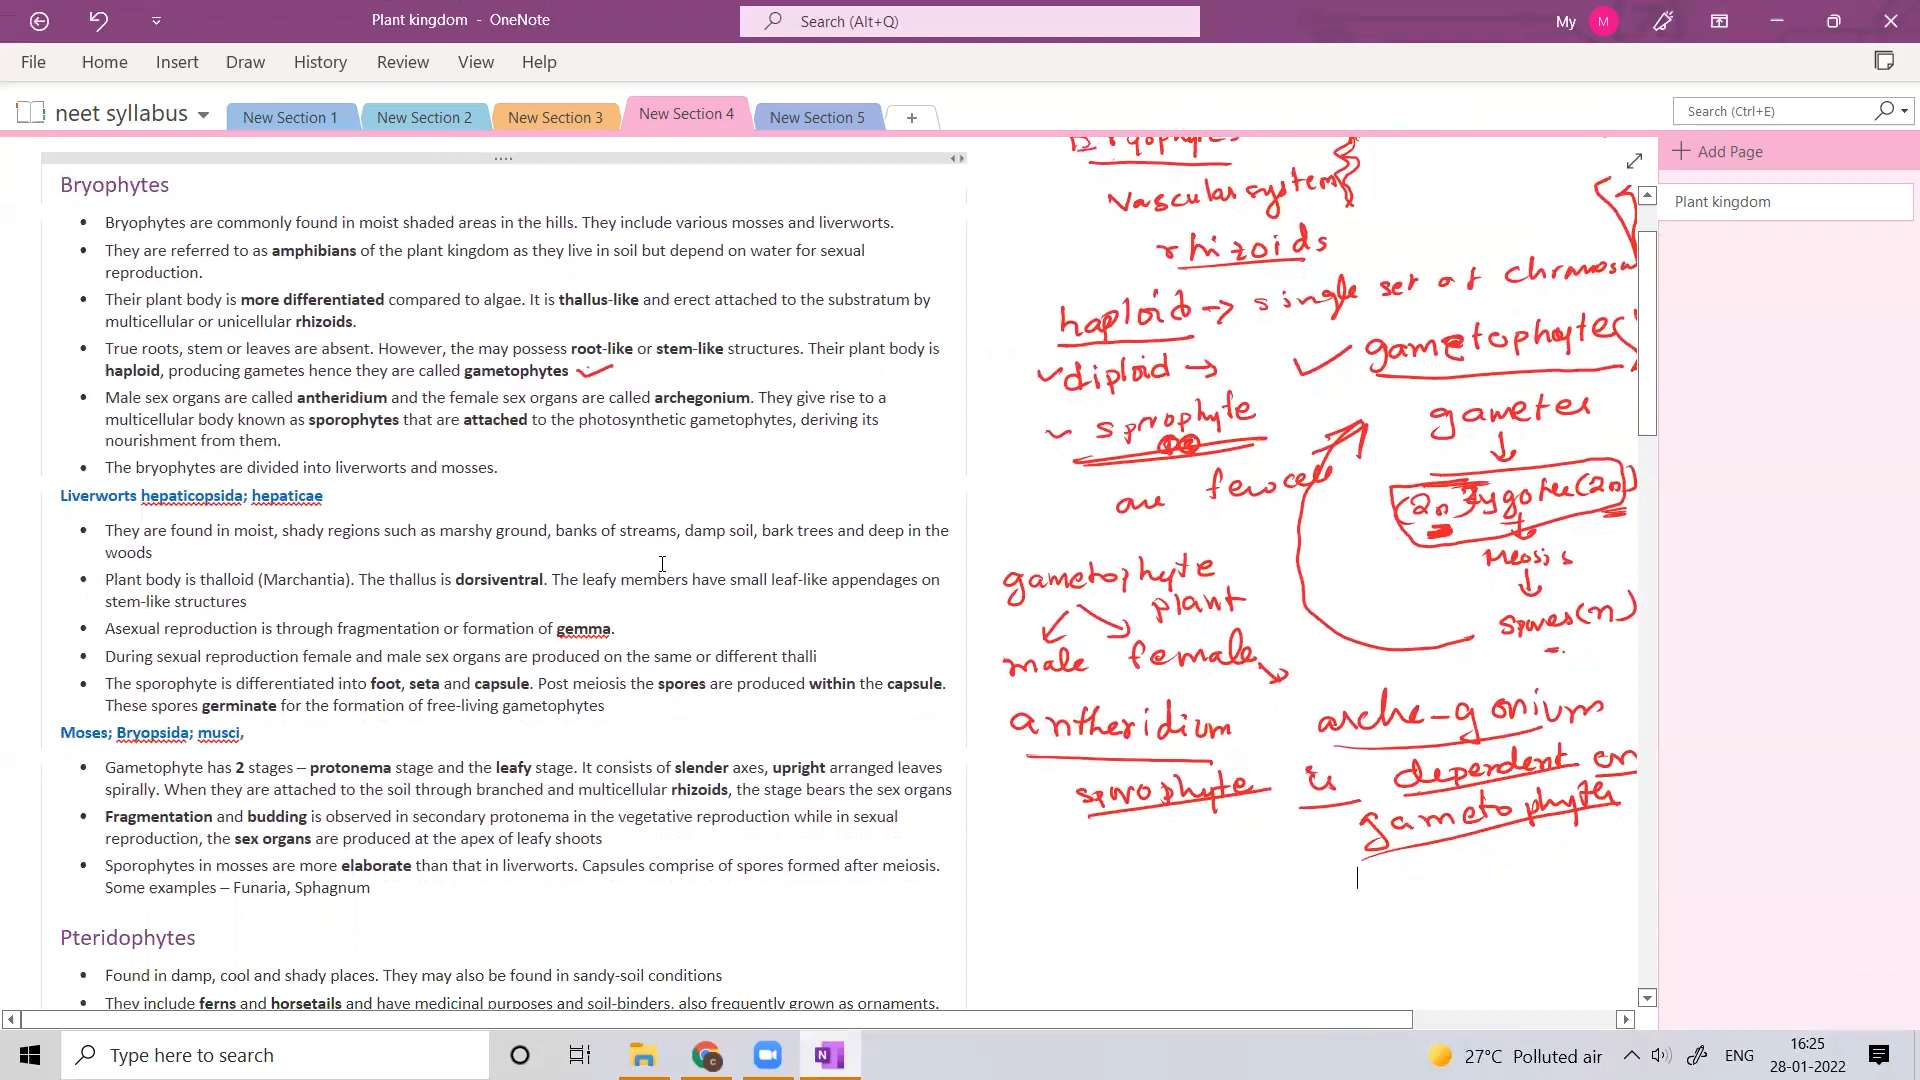 Plant kingdom - OneNote
Search (Alt+Q)
My
M
File Home Insert Draw History Review View Help
neet syllabus
New Section 1
New Section 2
New Section 3
New Section 4
New Section 5
Search (Ctrl+E)
Add Page
Plant kingdom
Bryophytes
Bryophytes are commonly found in moist shaded areas in the hills. They include various mosses and liverworts.
They are referred to as amphibians of the plant kingdom as they live in soil but depend on water for sexual
reproduction.
Their plant body is more differentiated compared to algae. It is thallus-like and erect attached to the substratum by
multicellular or unicellular rhizoids.
True roots, stem or leaves are absent. However, the may possess root-like or stem-like structures. Their plant body is
haploid, producing gametes hence they are called gametophytes
Male sex organs are called antheridium and the female sex organs are called archegonium. They give rise to a
multicellular body known as sporophytes that are attached to the photosynthetic gametophytes, deriving its
nourishment from them.
The bryophytes are divided into liverworts and mosses.
Liverworts hepaticopsida; hepaticae
They are found in moist, shady regions such as marshy ground, banks of streams, damp soil, bark trees and deep in the
woods
Plant body is thalloid (Marchantia). The thallus is dorsiventral. The leafy members have small leaf-like appendages on
stem-like structures
Asexual reproduction is through fragmentation or formation of gemma.
During sexual reproduction female and male sex organs are produced on the same or different thalli
The sporophyte is differentiated into foot, seta and capsule. Post meiosis the spores are produced within the capsule.
These spores germinate for the formation of free-living gametophytes
Moses; Bryopsida; musci,
Gametophyte has 2 stages – protonema stage and the leafy stage. It consists of slender axes, upright arranged leaves
spirally. When they are attached to the soil through branched and multicellular rhizoids, the stage bears the sex organs
Fragmentation and budding is observed in secondary protonema in the vegetative reproduction while in sexual
reproduction, the sex organs are produced at the apex of leafy shoots
Sporophytes in mosses are more elaborate than that in liverworts. Capsules comprise of spores formed after meiosis.
Some examples – Funaria, Sphagnum
Pteridophytes
Found in damp, cool and shady places. They may also be found in sandy-soil conditions
They include ferns and horsetails and have medicinal purposes and soil-binders, also frequently grown as ornaments.
Vascular system
rhizoids
haploid → single set of chrmosw
diploid →
gametophytes
sprophyte
gametes
are
(2n) zygote (2n)
Meosis
spores (n)
gametophyte
plant
male female
antheridium
arche-gonium
sporophyte is dependent on
gametophytes
Type here to search
N
27°C Polluted air
ENG
16:25
28-01-2022